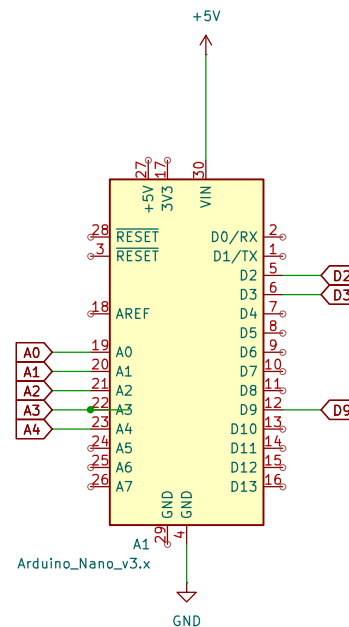 +5V
27 17 30
+5V 3V3 VIN
28 RESET D0/RX 2
3 RESET D1/TX 1
D2 5 D2
D3 6 D3
18 AREF D4 7
D5 8
A0 19 A0 D6 9
A1 20 A1 D7 10
A2 21 A2 D8 11
A3 22 A3 D9 12 D9
A4 23 A4 D10 13
24 A5 D11 14
25 A6 D12 15
26 A7 D13 16
GND GND
A1 29 4
Arduino_Nano_v3.x
GND